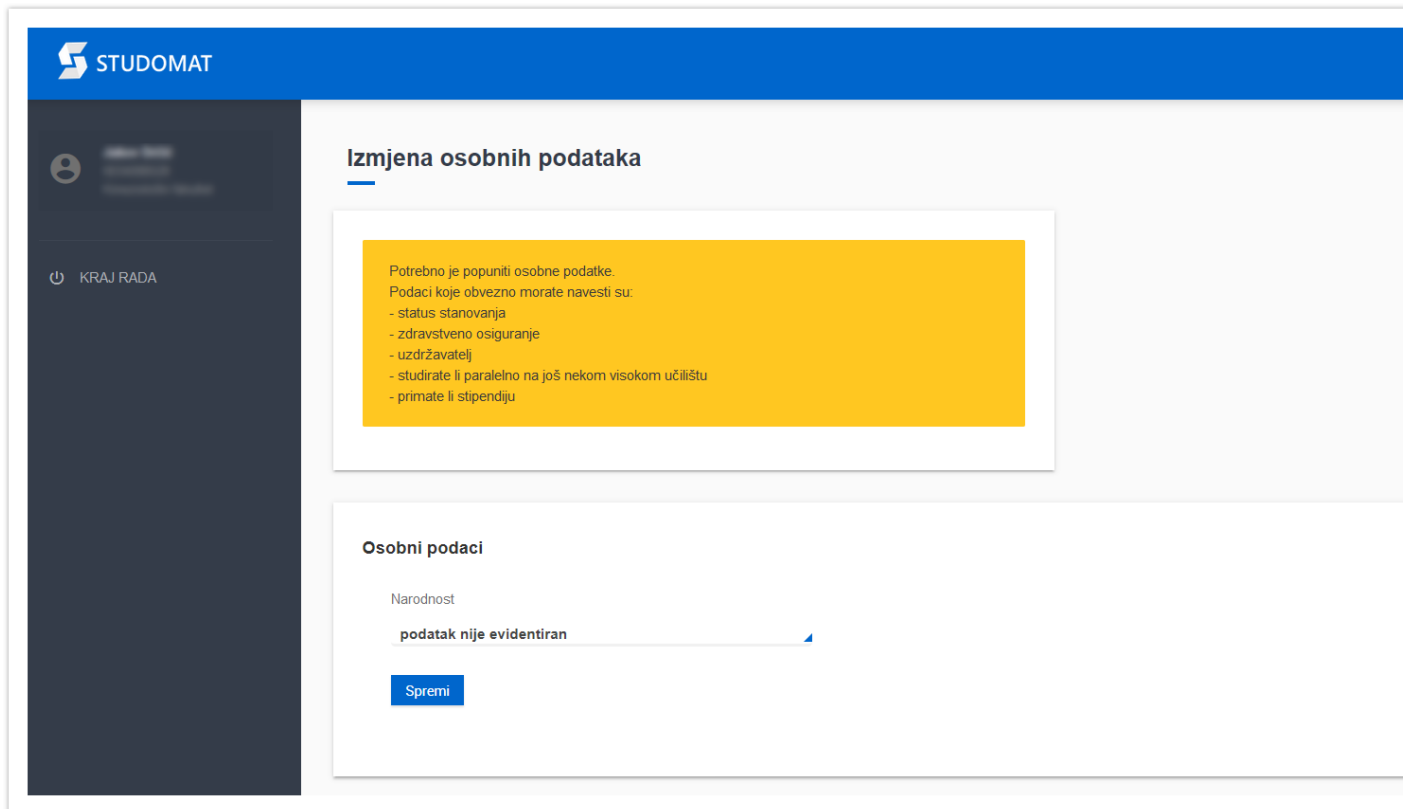 STUDOMAT
KRAJ RADA
Izmjena osobnih podataka
Potrebno je popuniti osobne podatke.
Podaci koje obvezno morate navesti su:
- status stanovanja
- zdravstveno osiguranje
- uzdržavatelj
- studirate li paralelno na još nekom visokom učilištu
- primate li stipendiju
Osobni podaci
Narodnost
podatak nije evidentiran
Spremi